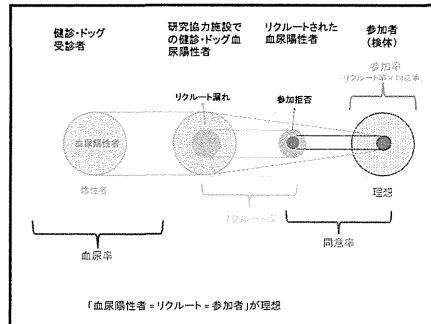 健診・ドッグ
受診者
研究協力施設で
の健診・ドッグ血
尿陽性者
リクルートされた
血尿陽性者
参加者
(検体)
参加率
リクルート漏れ
参加拒否
血尿陽性者
陰性者
理想
血尿率
同意率
「血尿陽性者=リクルート=参加者」が理想